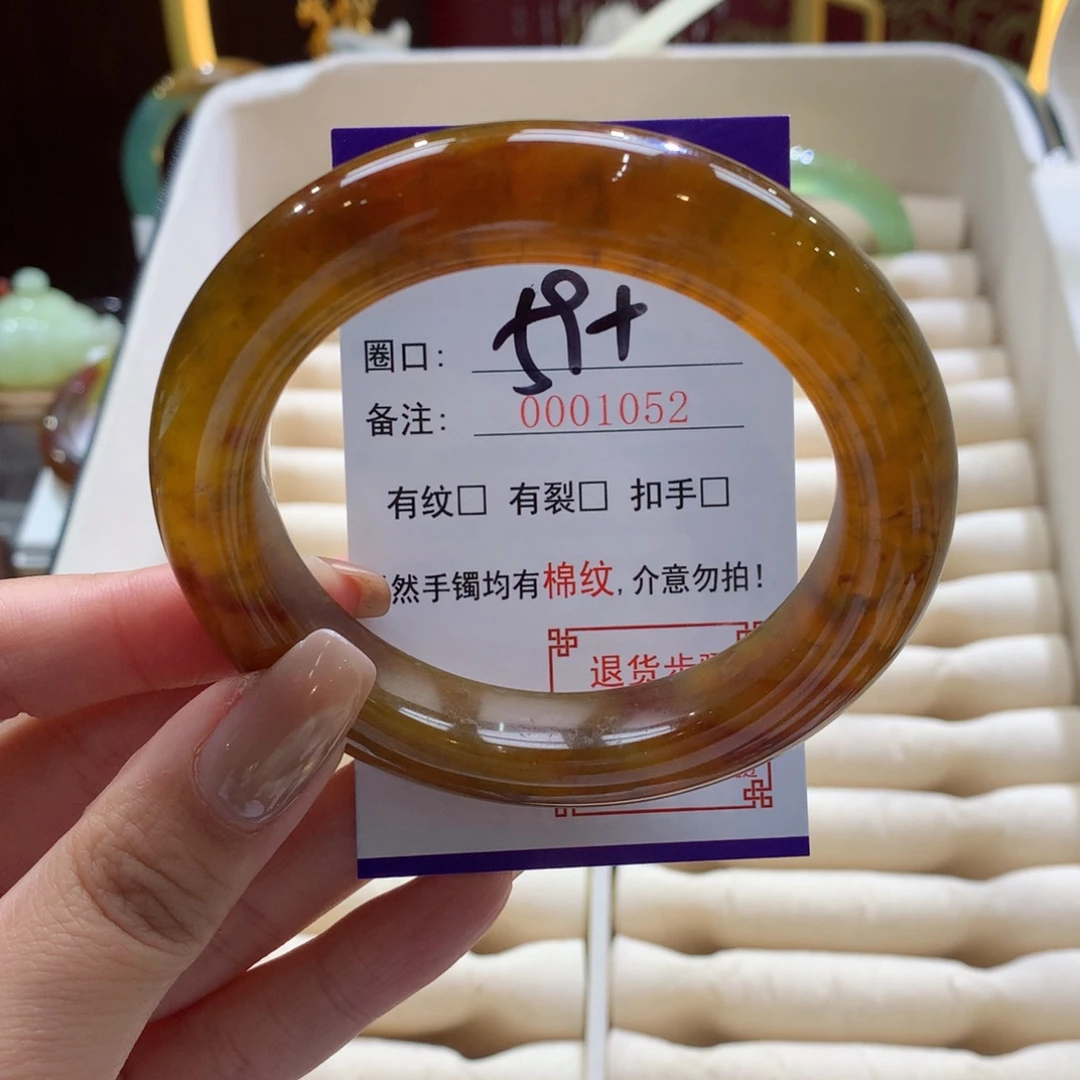 圈口: 59+
备注: 0001052
有纹□ 有裂□ 扣手□
然手镯均有棉纹,介意勿拍!
退货步骤